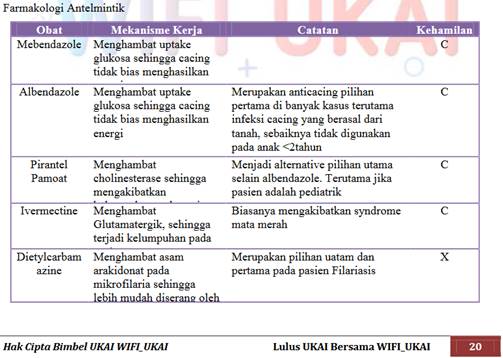 Farmakologi Antelmintik
WIFI UKAI
Obat Mekanisme Kerja Catatan Kehamilan
Mebendazole Menghambat uptake C
glukosa sehingga cacing
tidak bias menghasilkan
Albendazole Menghambat uptake Merupakan anticacing pilihan C
glukosa sehingga cacing pertama di banyak kasus terutama
tidak bias menghasilkan infeksi cacing yang berasal dari
energi tanah, sebaiknya tidak digunakan
pada anak <2tahun
Pirantel Menghambat Menjadi alternative pilihan utama C
Pamoat cholinesterase sehingga selain albendazole. Terutama jika
mengakibatkan pasien adalah pediatrik
Ivermectine Menghambat Biasanya mengakibatkan syndrome C
Glutamatergik, sehingga mata merah
terjadi kelumpuhan pada
Dietylcarbam Menghambat asam Merupakan pilihan uatam dan X
azine arakidonat pada pertama pada pasien Filariasis
mikrofilaria sehingga
lebih mudah diserang oleh
Hak Cipta Bimbel UKAI WIFI_UKAI Lulus UKAI Bersama WIFI_UKAI 20